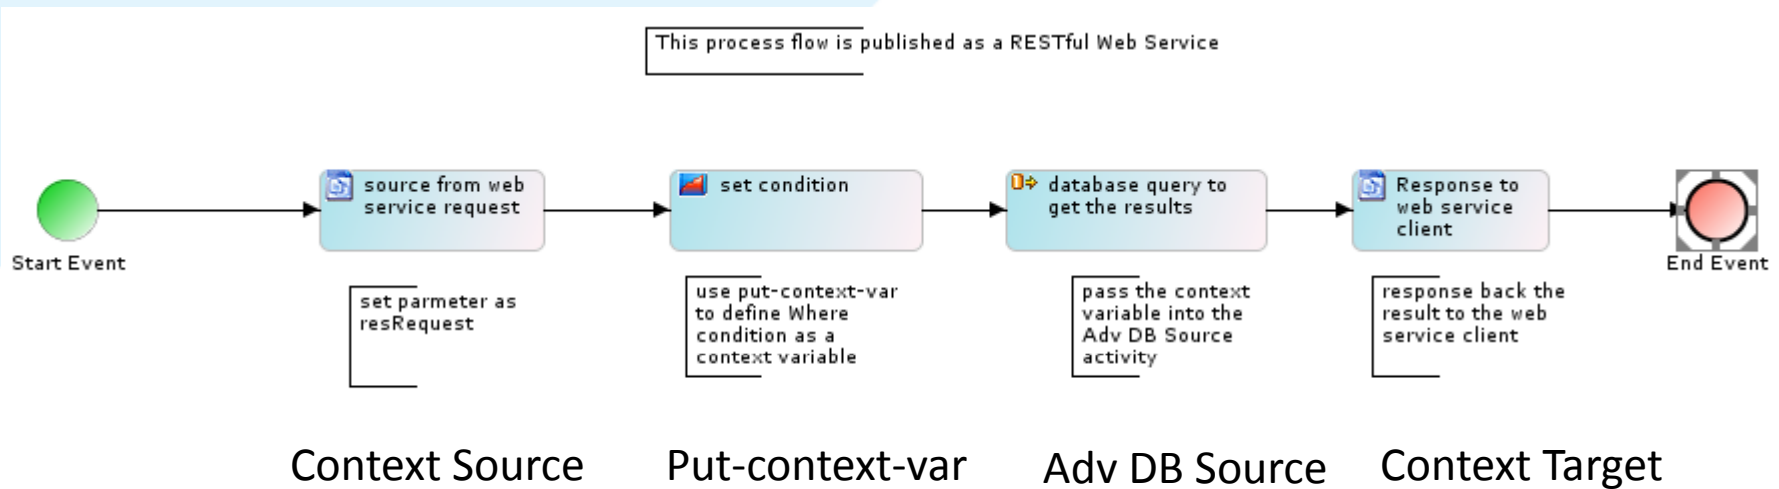 This process flow is published as a RESTful Web Service
source from web
service request
set condition
database query to
get the results
Response to
web service
client
Start Event
End Event
set parmeter as
resRequest
use put-context-var
to define Where
condition as a
context variable
pass the context
variable into the
Adv DB Source
activity
response back the
result to the web
service client
Context Source
Put-context-var
Adv DB Source
Context Target